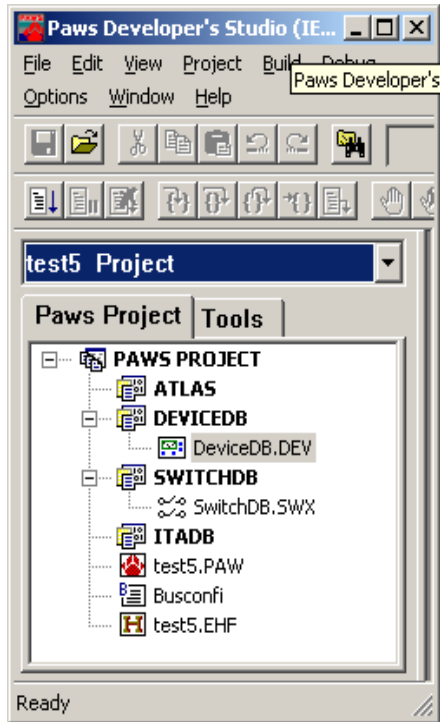 Paws Developer's Studio (IE...
File Edit View Project Build Debug
Paws Developer's
Options Window Help
test5 Project
Paws Project Tools
PAWS PROJECT
ATLAS
DEVICEDB
DeviceDB.DEV
SWITCHDB
SwitchDB.SWX
ITADB
test5.PAW
Busconfi
test5.EHF
Ready